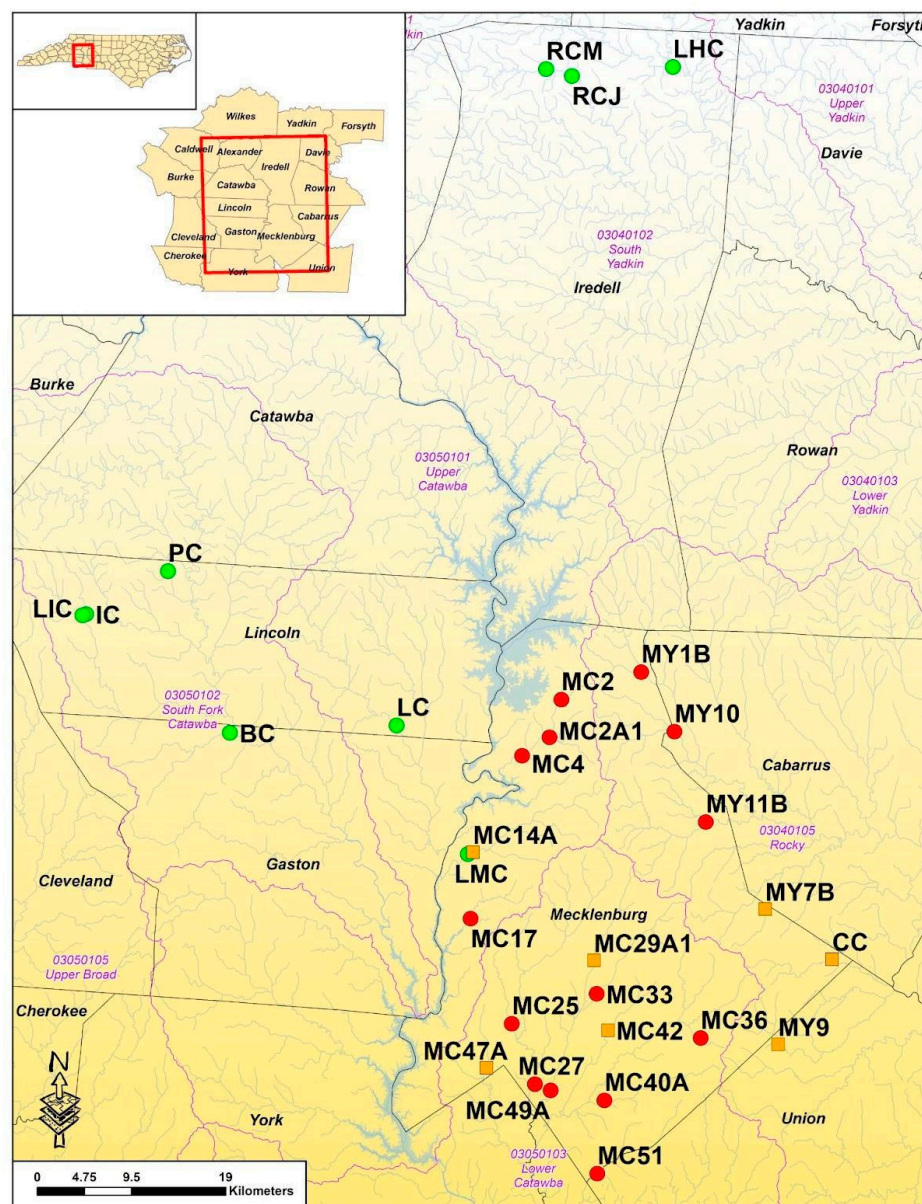 Yadkin
Forsyth
RCM
LHC
RCJ
03040101
Upper
Yadkin
Davie
Wilkes
Yadkin
Forsyth
Caldwell
Alexander
Davie
Iredell
Burke
Catawba
Rowan
Lincoln
Cabarrus
Gaston
Mecklenburg
Cleveland
Cherokee
York
Union
03040102
South
Yadkin
Iredell
Burke
Catawba
03050101
Upper
Catawba
Rowan
03040103
Lower
Yadkin
PC
LIC
IC
Lincoln
03050102
South Fork
Catawba
BC
LC
MC2
MY1B
MC2A1
MY10
MC4
Cabarrus
MY11B
03040105
Rocky
MC14A
LMC
Gaston
Cleveland
MY7B
Mecklenburg
MC17
MC29A1
CC
03050105
Upper Broad
Cherokee
MC33
MC25
MC42
MC36
MY9
MC47A
MC27
MC49A
MC40A
York
Union
03050103
Lower
Catawba
MC51
N
0 4.75 9.5 19
Kilometers